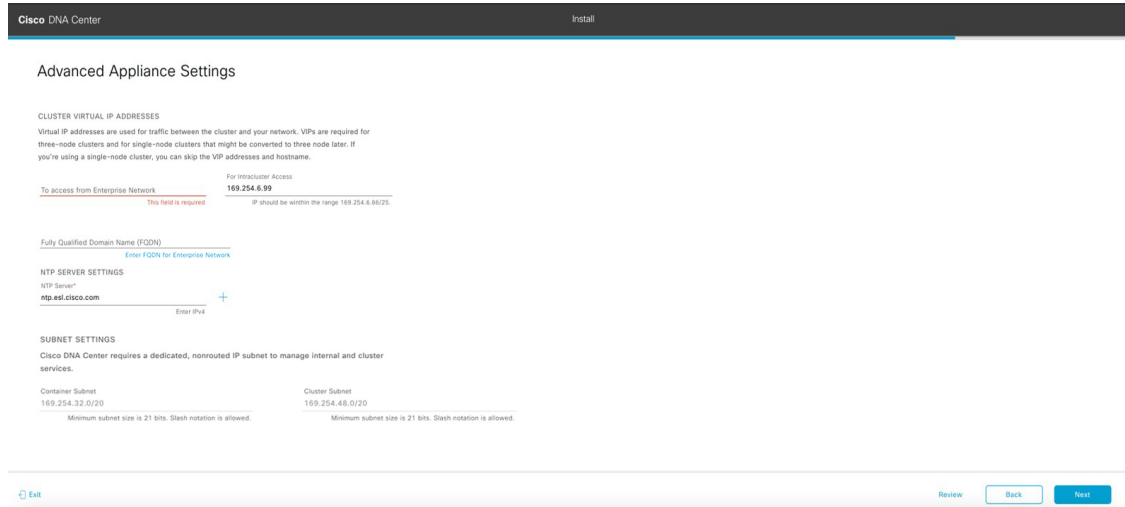 Cisco DNA Center
Install
Advanced Appliance Settings
CLUSTER VIRTUAL IP ADDRESSES
Virtual IP addresses are used for traffic between the cluster and your network. VIPs are required for
three-node clusters and for single-node clusters that might be converted to three node later. If
you're using a single-node cluster, you can skip the VIP addresses and hostname.
To access from Enterprise Network
This field is required
For Intracluster Access
169.254.6.99
IP should be winthin the range 169.254.6.66/25.
Fully Qualified Domain Name (FQDN)
Enter FQDN for Enterprise Network
NTP SERVER SETTINGS
NTP Server*
ntp.esl.cisco.com
+
Enter IPv4
SUBNET SETTINGS
Cisco DNA Center requires a dedicated, nonrouted IP subnet to manage internal and cluster
services.
Container Subnet
169.254.32.0/20
Minimum subnet size is 21 bits. Slash notation is allowed.
Cluster Subnet
169.254.48.0/20
Minimum subnet size is 21 bits. Slash notation is allowed.
Exit
Review
Back
Next